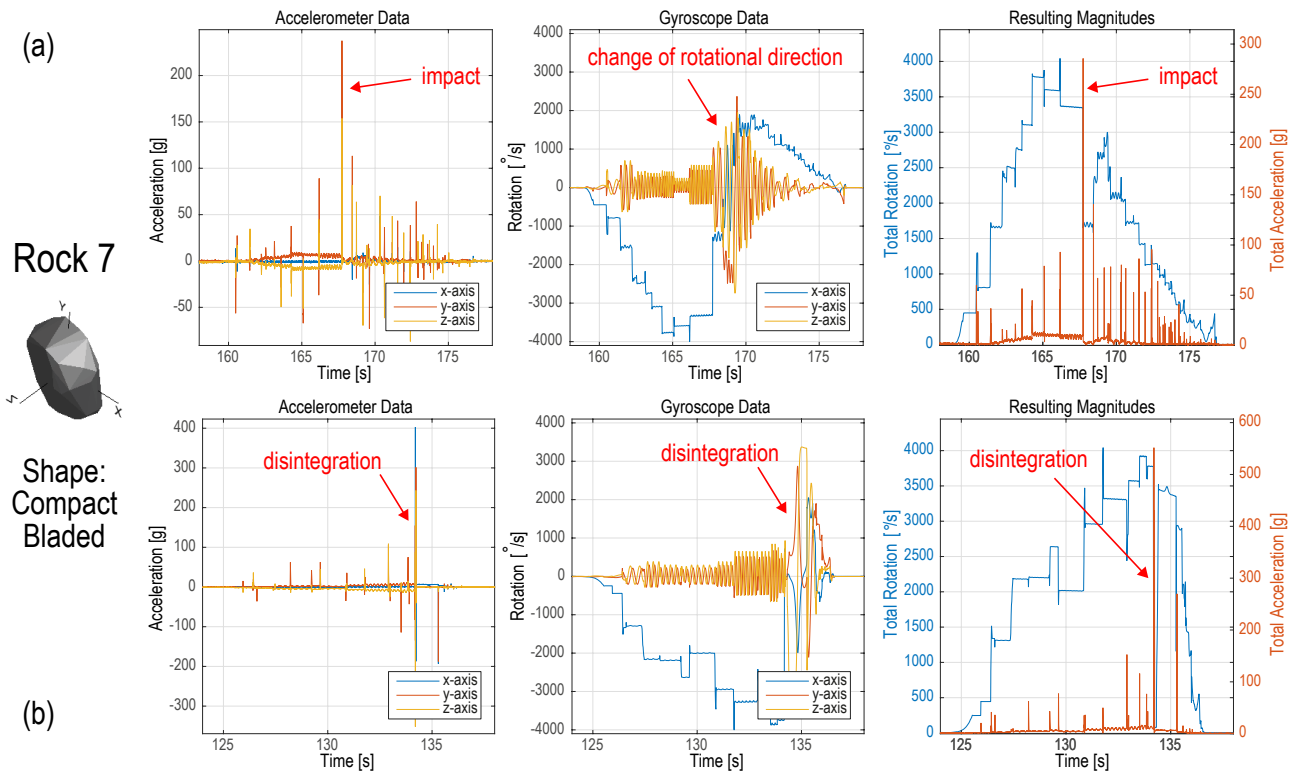 (a)
Rock 7
Y
Z
X
Shape:
Compact
Bladed
(b)
Accelerometer Data
Acceleration [g]
200
150
100
50
0
-50
160
165
170
175
Time [s]
impact
x-axis
y-axis
z-axis
Gyroscope Data
Rotation [°/s]
4000
3000
2000
1000
0
-1000
-2000
-3000
-4000
160
165
170
175
Time [s]
change of rotational direction
x-axis
y-axis
z-axis
Resulting Magnitudes
Total Rotation [°/s]
4000
3500
3000
2500
2000
1500
1000
500
0
160
165
170
175
Time [s]
Total Acceleration [g]
300
250
200
150
100
50
0
impact
Accelerometer Data
Acceleration [g]
400
300
200
100
0
-100
-200
-300
125
130
135
Time [s]
disintegration
x-axis
y-axis
z-axis
Gyroscope Data
Rotation [°/s]
4000
3000
2000
1000
0
-1000
-2000
-3000
-4000
125
130
135
Time [s]
disintegration
x-axis
y-axis
z-axis
Resulting Magnitudes
Total Rotation [°/s]
4000
3500
3000
2500
2000
1500
1000
500
0
125
130
135
Time [s]
Total Acceleration [g]
600
500
400
300
200
100
0
disintegration